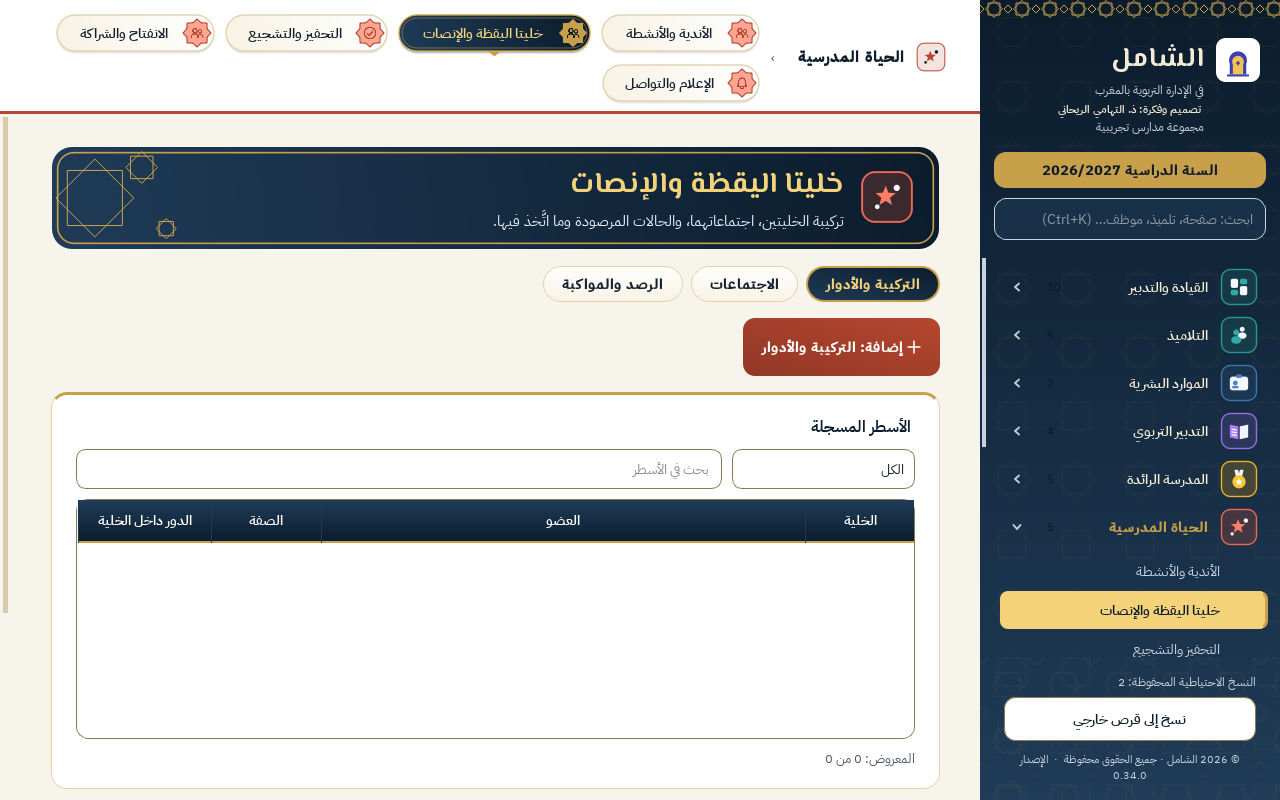 الشامل
في الإدارة التربوية بالمغرب
تصميم وفكرة: ذ. التهامي الريحاني
مجموعة مدارس تجريبية
السنة الدراسية 2026/2027
ابحث: صفحة، تلميذ، موظف... (Ctrl+K)
القيادة والتدبير 10
التلاميذ 9
الموارد البشرية 7
التدبير التربوي 4
المدرسة الرائدة 5
الحياة المدرسية 5
الأندية والأنشطة
خليتا اليقظة والإنصات
التحفيز والتشجيع
النسخ الاحتياطية المحفوظة: 2
نسخ إلى قرص خارجي
© 2026 الشامل · جميع الحقوق محفوظة · الإصدار
0.34.0
الحياة المدرسية ›
الأندية والأنشطة
خليتا اليقظة والإنصات
التحفيز والتشجيع
الانفتاح والشراكة
الإعلام والتواصل
خليتا اليقظة والإنصات
تركيبة الخليتين، اجتماعاتهما، والحالات المرصودة وما اتُّخذ فيها.
التركيبة والأدوار
الاجتماعات
الرصد والمواكبة
+ إضافة: التركيبة والأدوار
الأسطر المسجلة
الكل
بحث في الأسطر
الخلية العضو الصفة الدور داخل الخلية
المعروض: 0 من 0